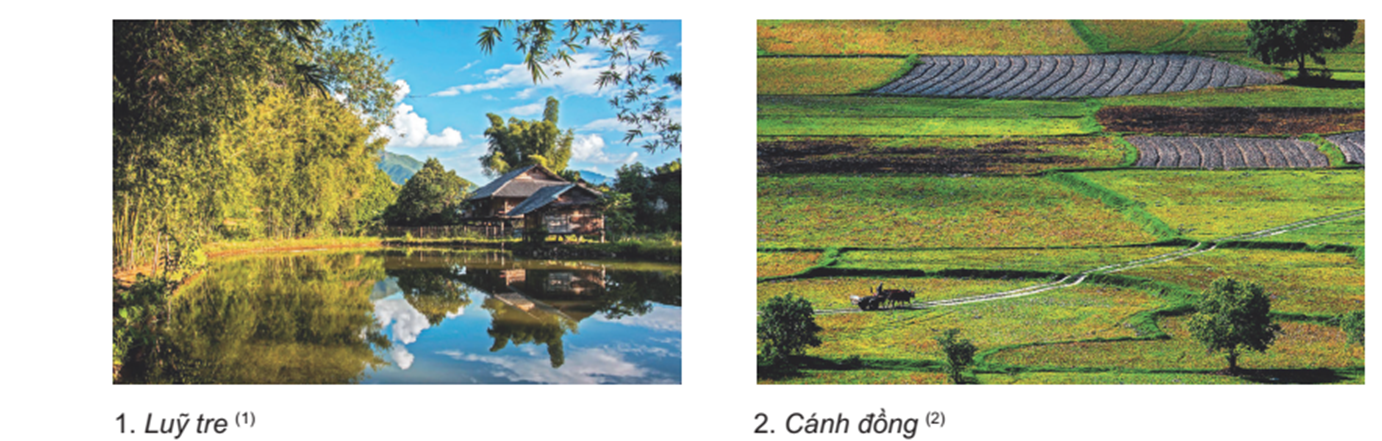 1. Luỹ tre (1)
2. Cánh đồng (2)